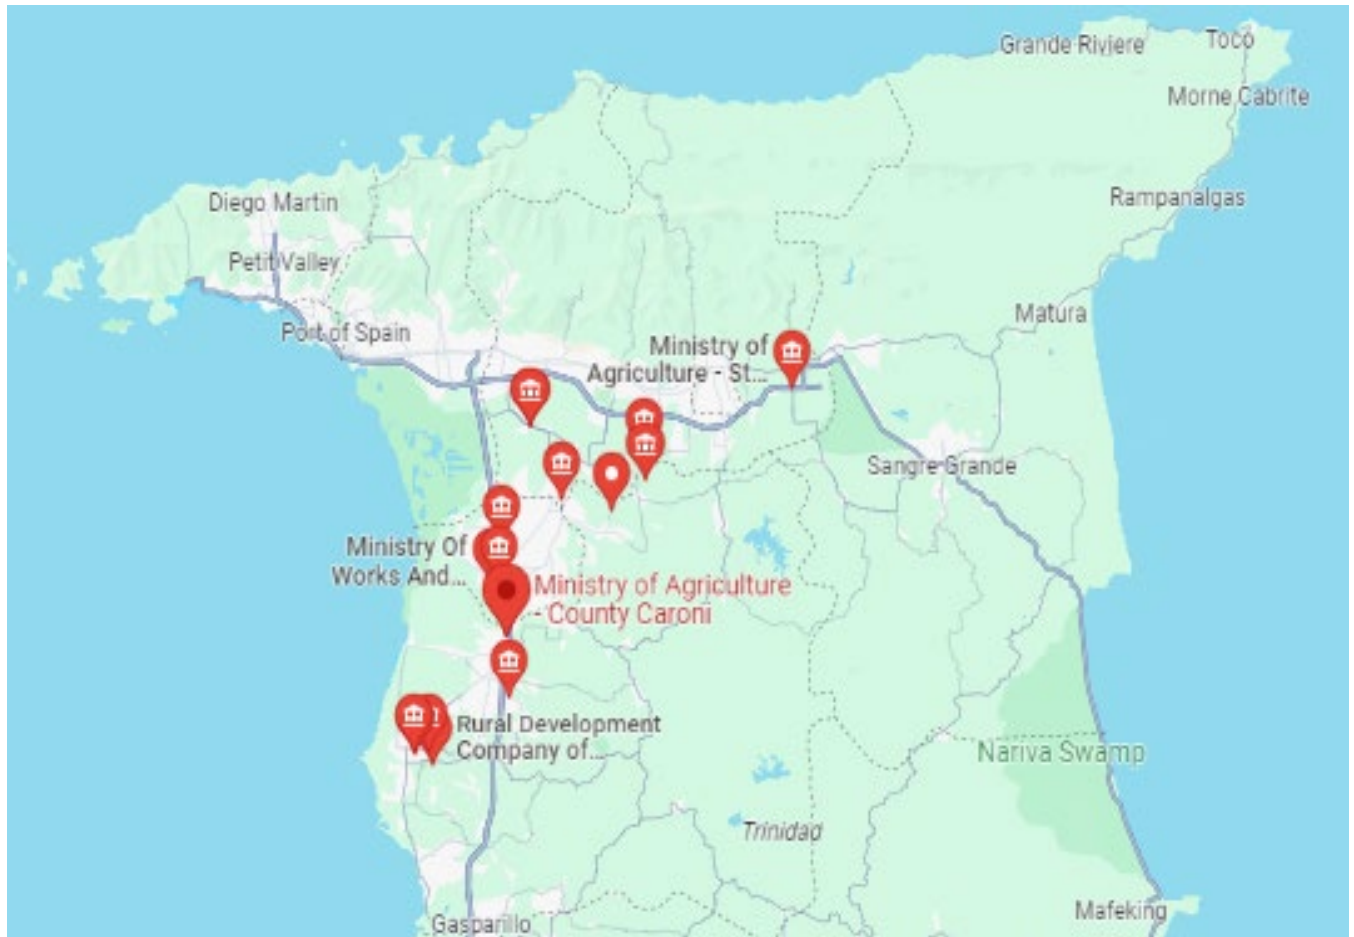 Grande Riviere
Toco
Morne Cabrite
Rampanalgas
Diego Martin
Petit Valley
Port of Spain
Matura
Ministry of
Agriculture - St...
Sangre Grande
Ministry Of
Works And...
Ministry of Agriculture
- County Caroni
Rural Development
Company of...
Nariva Swamp
Trinidad
Mafeking
Gasparillo